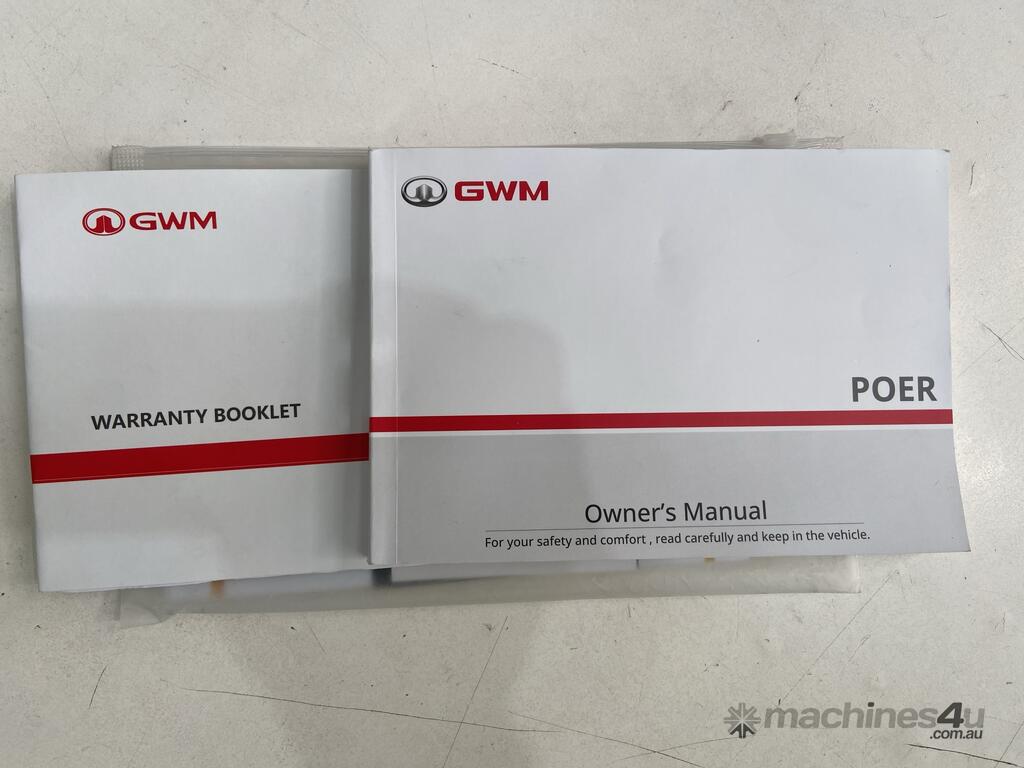 GWM
WARRANTY BOOKLET
GWM
POER
Owner's Manual
For your safety and comfort , read carefully and keep in the vehicle.
machines4u
.com.au